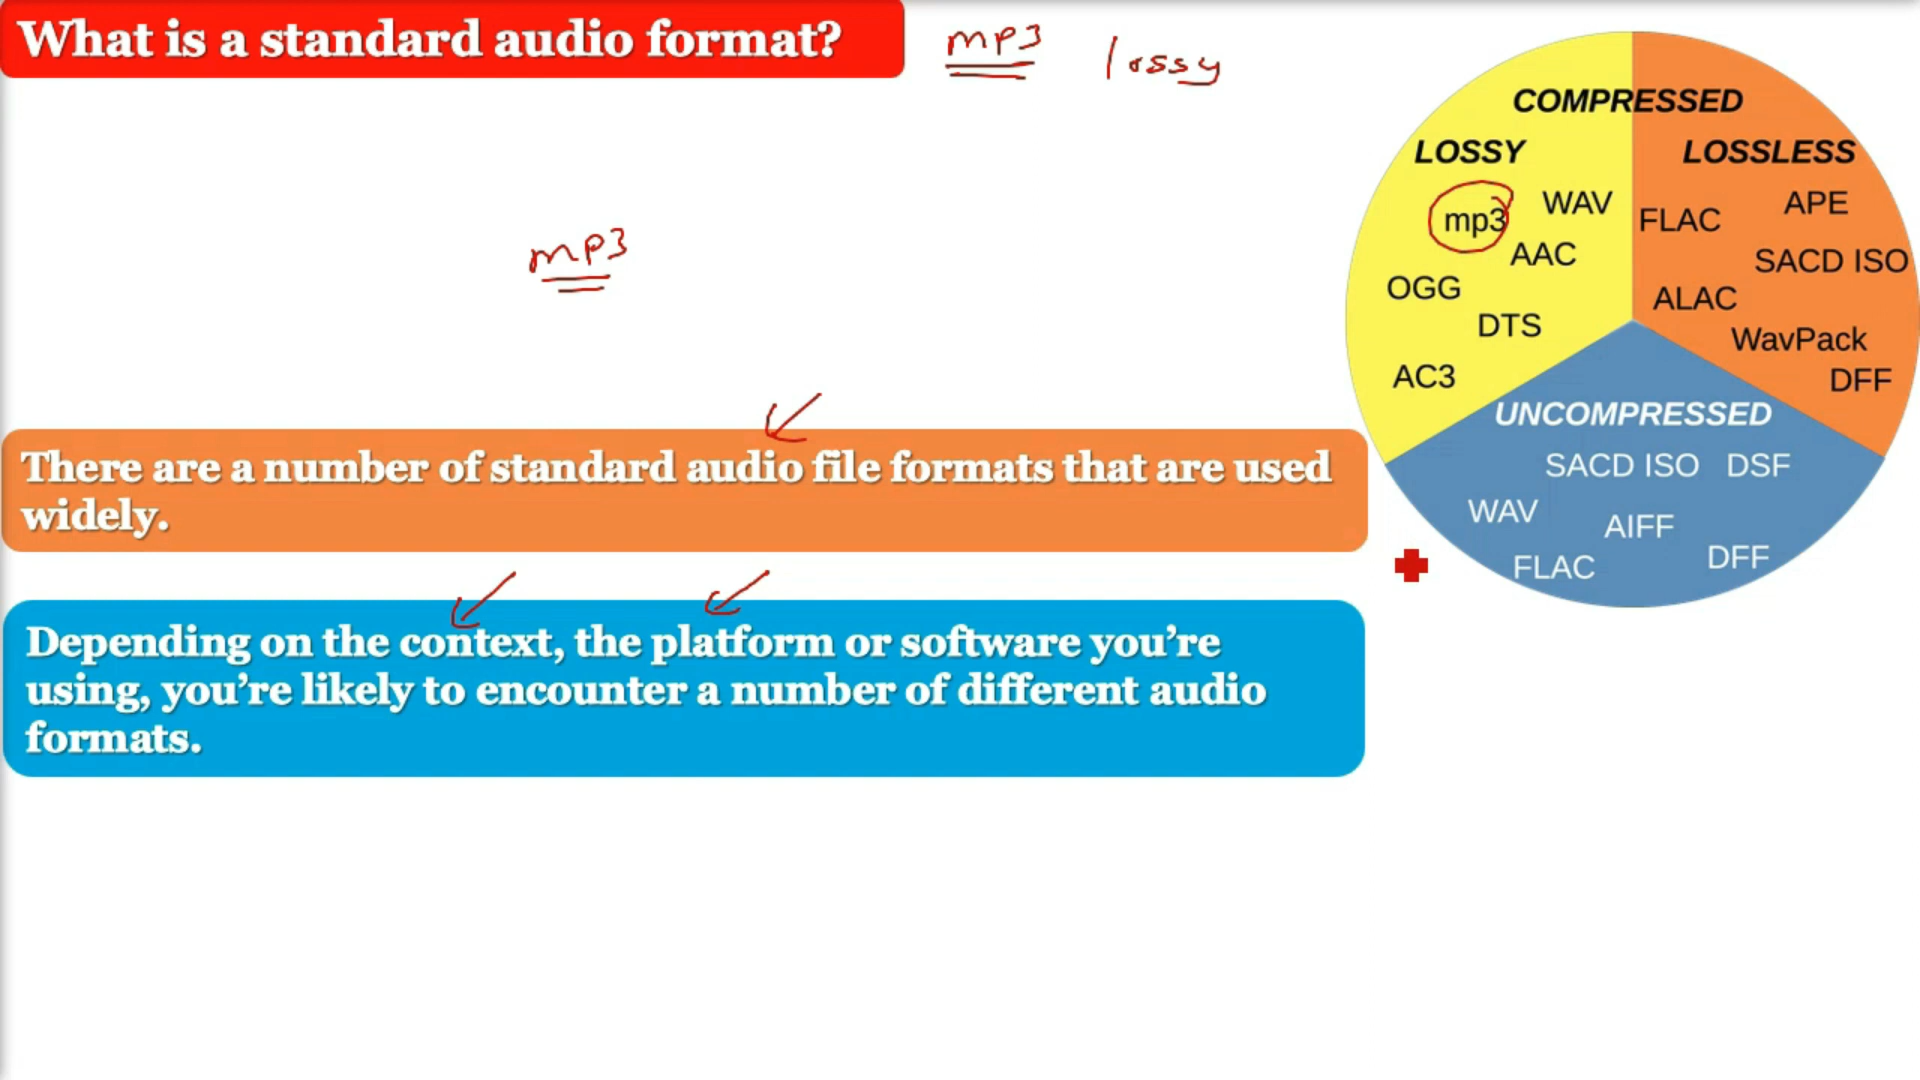 What is a standard audio format?
mp3 lossy
mp3
There are a number of standard audio file formats that are used
widely.
Depending on the context, the platform or software you’re
using, you’re likely to encounter a number of different audio
formats.
COMPRESSED
LOSSY
mp3 WAV
AAC
OGG
DTS
AC3
LOSSLESS
APE
FLAC
SACD ISO
ALAC
WavPack
DFF
UNCOMPRESSED
SACD ISO DSF
WAV
AIFF
FLAC
DFF